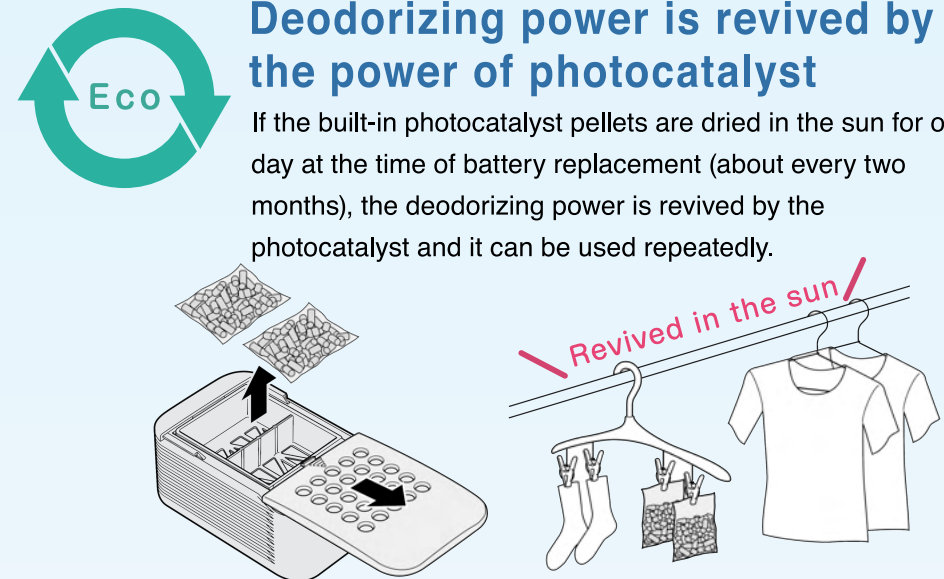 Deodorizing power is revived by
the power of photocatalyst
Eco
If the built-in photocatalyst pellets are dried in the sun for
day at the time of battery replacement (about every two
months), the deodorizing power is revived by the
photocatalyst and it can be used repeatedly.
Revived in the sun